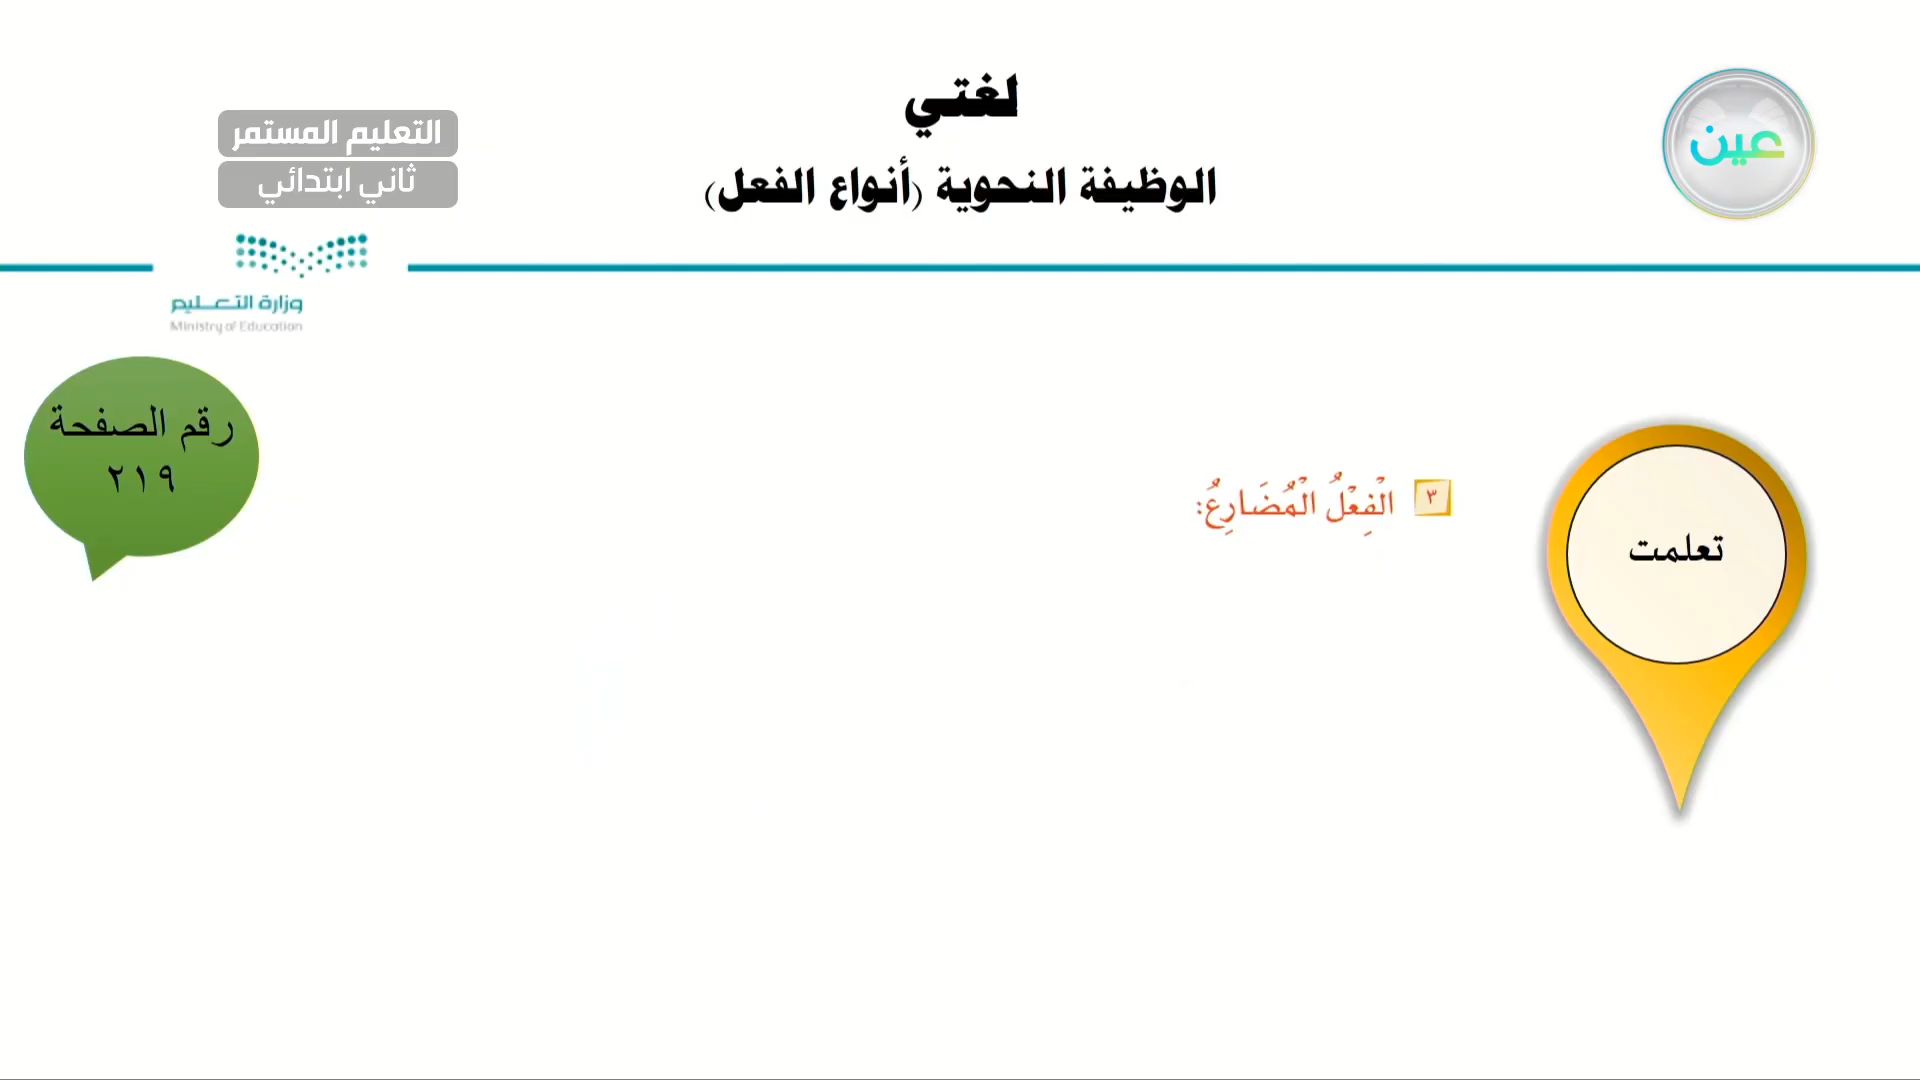 لغتي
الوظيفة النحوية (أنواع الفعل)
عين
التعليم المستمر
ثاني ابتدائي
وزارة التعليم
Ministry of Education
رقم الصفحة
٢١٩
٣ الْفِعْلُ الْمُضَارِعُ:
تعلمت